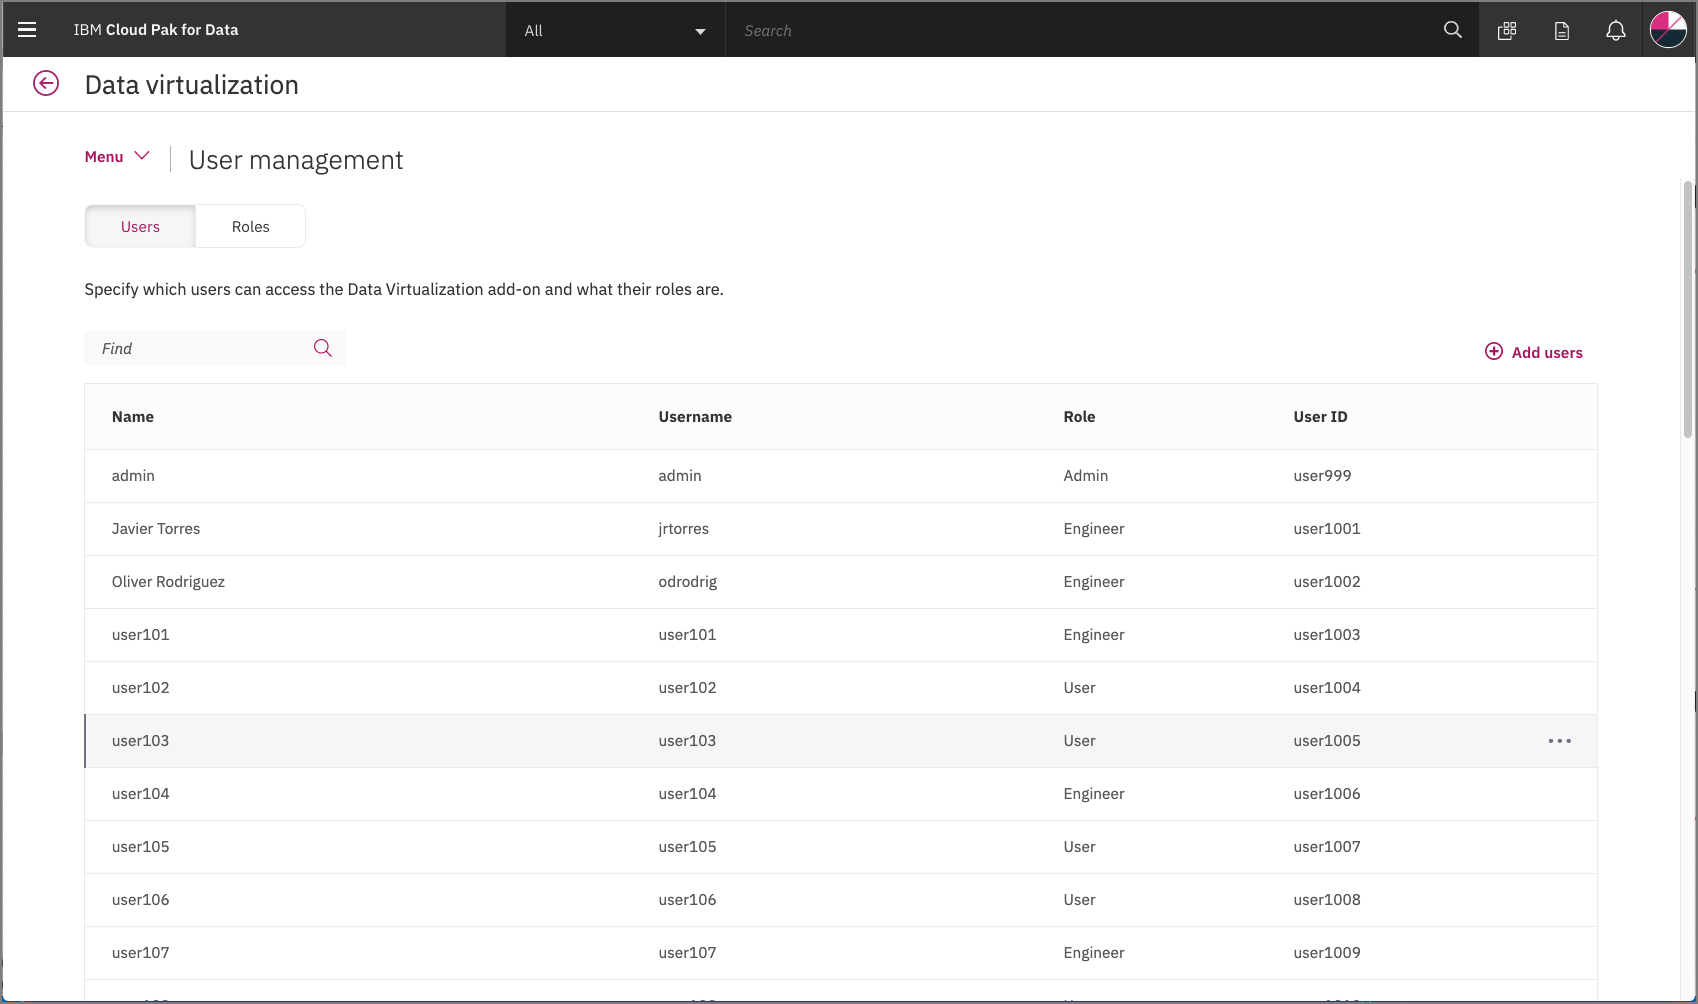 IBM Cloud Pak for Data All Search
Data virtualization
Menu User management
Users Roles
Specify which users can access the Data Virtualization add-on and what their roles are.
Find
Add users
Name Username Role User ID
admin admin Admin user999
Javier Torres jrtorres Engineer user1001
Oliver Rodriguez odrodrig Engineer user1002
user101 user101 Engineer user1003
user102 user102 User user1004
user103 user103 User user1005
user104 user104 Engineer user1006
user105 user105 User user1007
user106 user106 User user1008
user107 user107 Engineer user1009